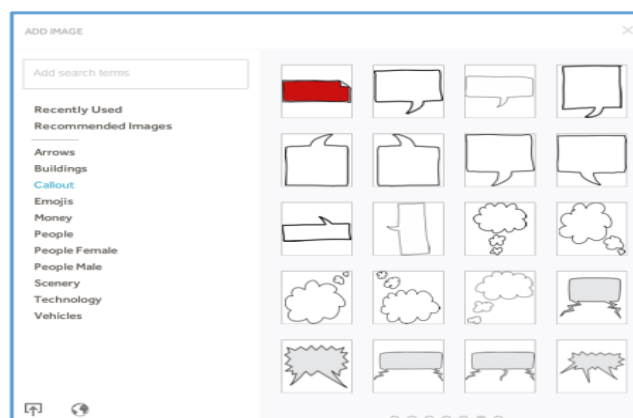 ADD IMAGE
Add search terms
Recently Used
Recommended Images
Arrows
Buildings
Callout
Emojis
Money
People
People Female
People Male
Scenery
Technology
Vehicles